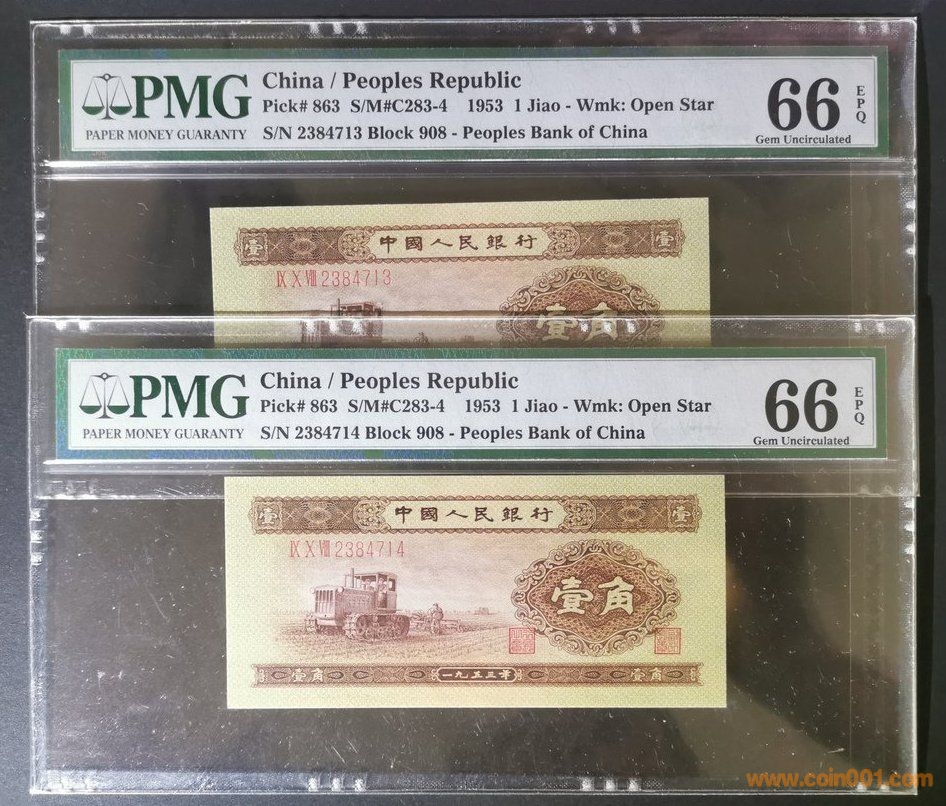 PMG
PAPER MONEY GUARANTY
China / Peoples Republic
Pick# 863 S/M#C283-4 1953 1 Jiao - Wmk: Open Star
S/N 2384713 Block 908 - Peoples Bank of China
66
EPQ
Gem Uncirculated
壹 中國人民銀行 壹
IX X VIII 2384713
壹角
PMG
PAPER MONEY GUARANTY
China / Peoples Republic
Pick# 863 S/M#C283-4 1953 1 Jiao - Wmk: Open Star
S/N 2384714 Block 908 - Peoples Bank of China
66
EPQ
Gem Uncirculated
壹 中國人民銀行 壹
IX X VIII 2384714
壹角
壹角 一九五三年 壹角
www.coin001.com